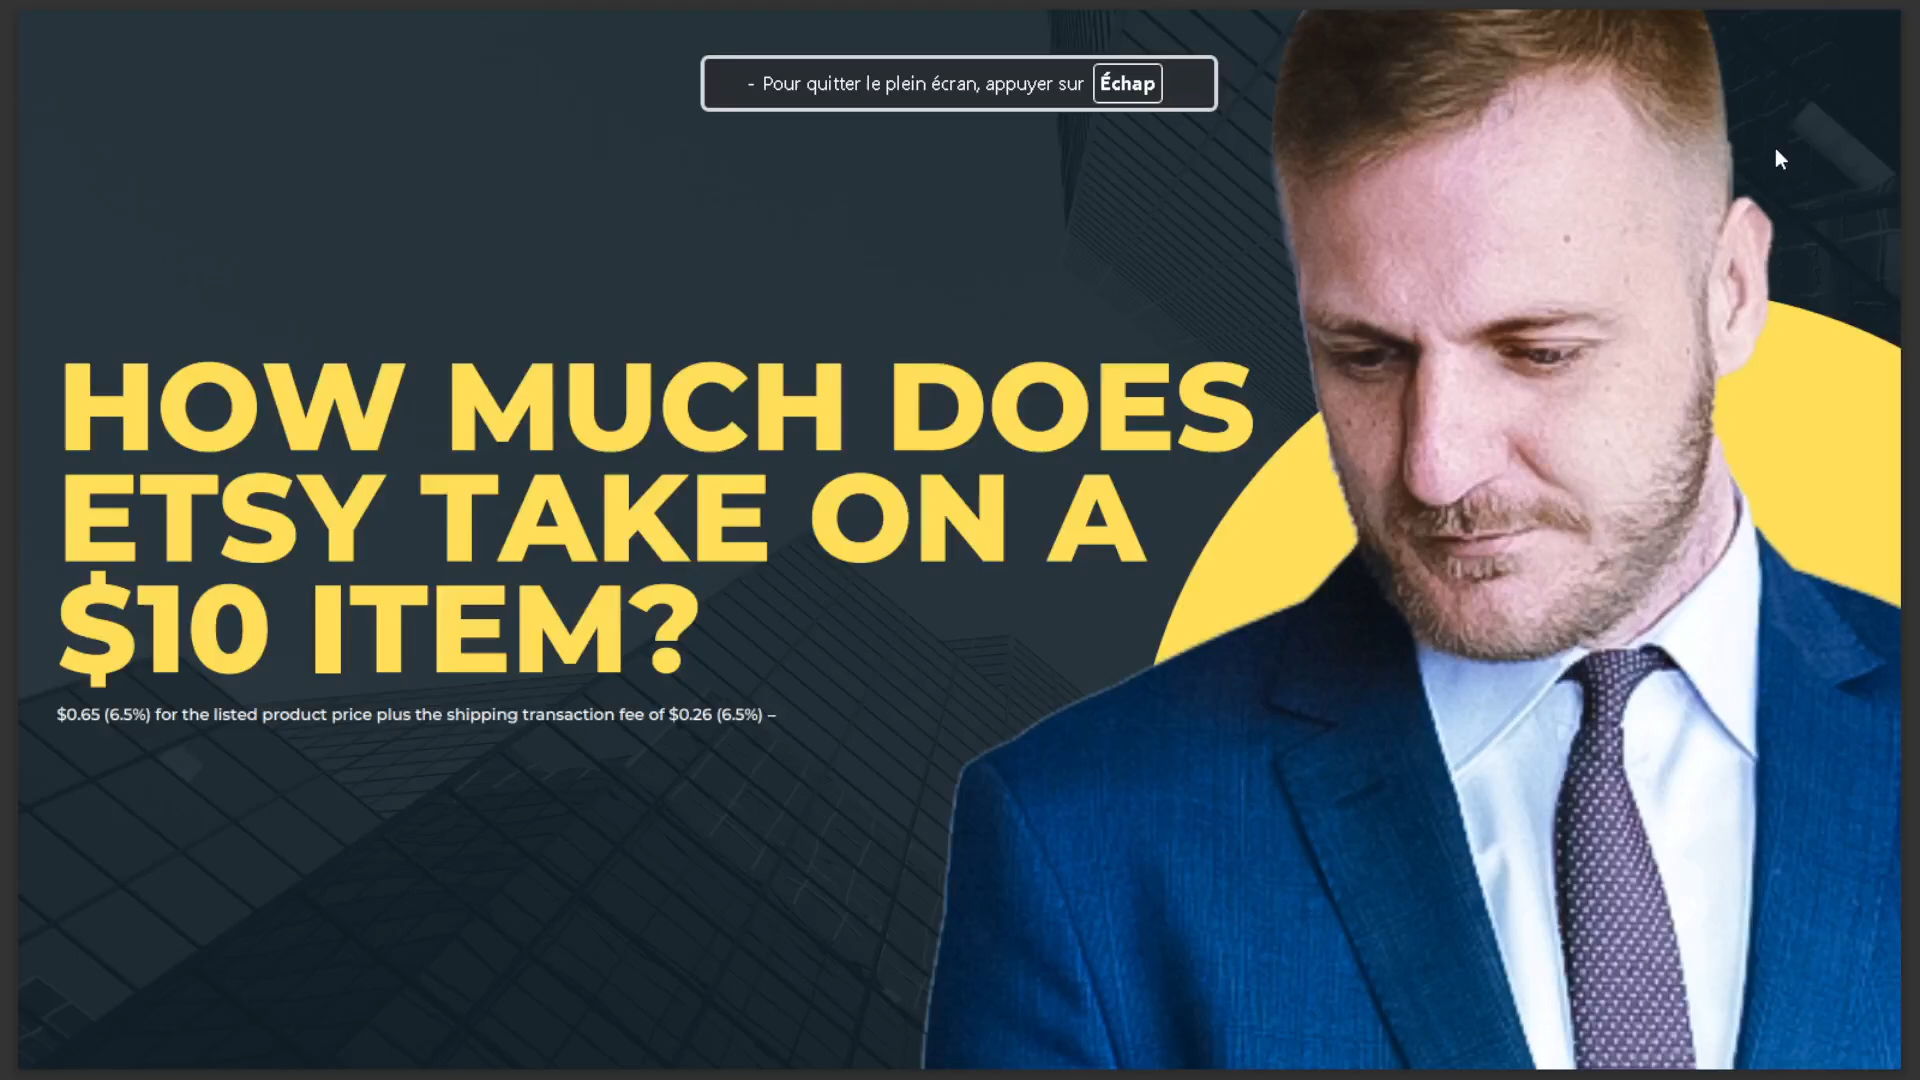 - Pour quitter le plein écran, appuyer sur Échap
HOW MUCH DOES
ETSY TAKE ON A
$10 ITEM?
$0.65 (6.5%) for the listed product price plus the shipping transaction fee of $0.26 (6.5%) –